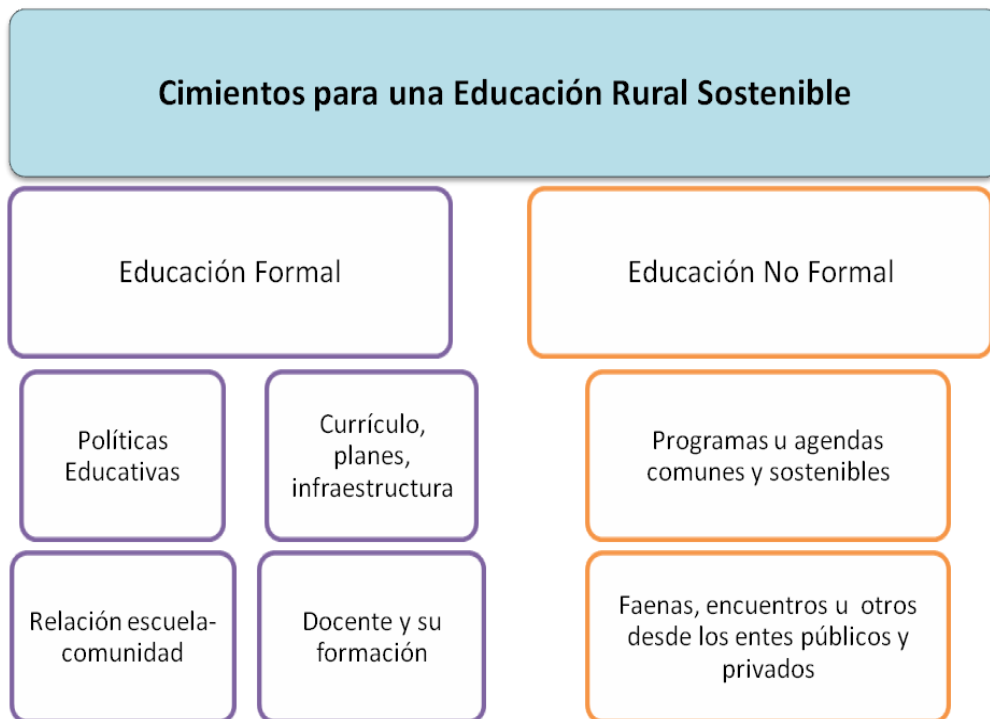 Cimientos para una Educación Rural Sostenible
Educación Formal
Educación No Formal
Políticas
Educativas
Currículo,
planes,
infraestructura
Programas u agendas
comunes y sostenibles
Relación escuela-
comunidad
Docente y su
formación
Faenas, encuentros u otros
desde los entes públicos y
privados